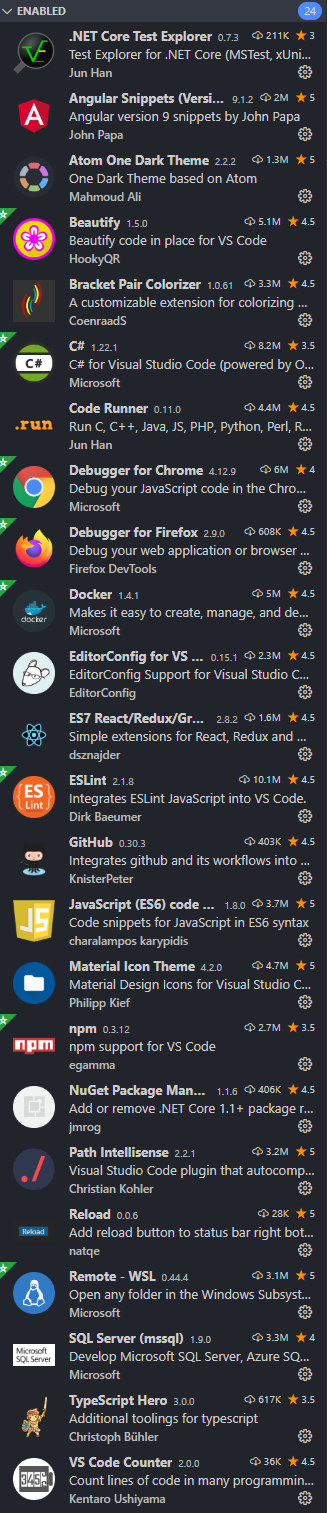 ENABLED 24
.NET Core Test Explorer 0.7.3 211K 3
Test Explorer for .NET Core (MSTest, xUni...
Jun Han
Angular Snippets (Versi... 9.1.2 2M 5
Angular version 9 snippets by John Papa
John Papa
Atom One Dark Theme 2.2.2 1.3M 5
One Dark Theme based on Atom
Mahmoud Ali
Beautify 1.5.0 5.1M 4.5
Beautify code in place for VS Code
HookyQR
Bracket Pair Colorizer 1.0.61 3.3M 4.5
A customizable extension for colorizing ...
CoenraadS
C# C# 1.22.1 8.2M 3.5
C# for Visual Studio Code (powered by O...
Microsoft
Code Runner 0.11.0 4.4M 4.5
.run Run C, C++, Java, JS, PHP, Python, Perl, R...
Jun Han
Debugger for Chrome 4.12.9 6M 4
Debug your JavaScript code in the Chro...
Microsoft
Debugger for Firefox 2.9.0 608K 4.5
Debug your web application or browser ...
Firefox DevTools
Docker 1.4.1 5M 4.5
docker Makes it easy to create, manage, and de...
Microsoft
EditorConfig for VS ... 0.15.1 2.3M 4.5
EditorConfig Support for Visual Studio C...
EditorConfig
ES7 React/Redux/Gr... 2.8.2 1.6M 4.5
Simple extensions for React, Redux and ...
dsznajder
ESLint 2.1.8 10.1M 4.5
ES Lint Integrates ESLint JavaScript into VS Code.
Dirk Baeumer
GitHub 0.30.3 403K 4.5
Integrates github and its workflows into ...
KnisterPeter
JavaScript (ES6) code ... 1.8.0 3.7M 5
JS Code snippets for JavaScript in ES6 syntax
charalampos karypidis
Material Icon Theme 4.2.0 4.7M 5
Material Design Icons for Visual Studio C...
Philipp Kief
npm 0.3.12 2.7M 3.5
npm npm support for VS Code
egamma
NuGet Package Man... 1.1.6 406K 4.5
Add or remove .NET Core 1.1+ package r...
jmrog
Path Intellisense 2.2.1 3.2M 5
./ Visual Studio Code plugin that autocomp...
Christian Kohler
Reload 0.0.6 28K 5
Reload Add reload button to status bar right bot...
natqe
Remote - WSL 0.44.4 3.1M 5
Open any folder in the Windows Subsyst...
Microsoft
SQL Server (mssql) 1.9.0 3.3M 4
Microsoft SQL Server Develop Microsoft SQL Server, Azure SQ...
Microsoft
TypeScript Hero 3.0.0 617K 3.5
Additional toolings for typescript
Christoph Bühler
VS Code Counter 2.0.0 36K 4.5
Count lines of code in many programmin...
Kentaro Ushiyama